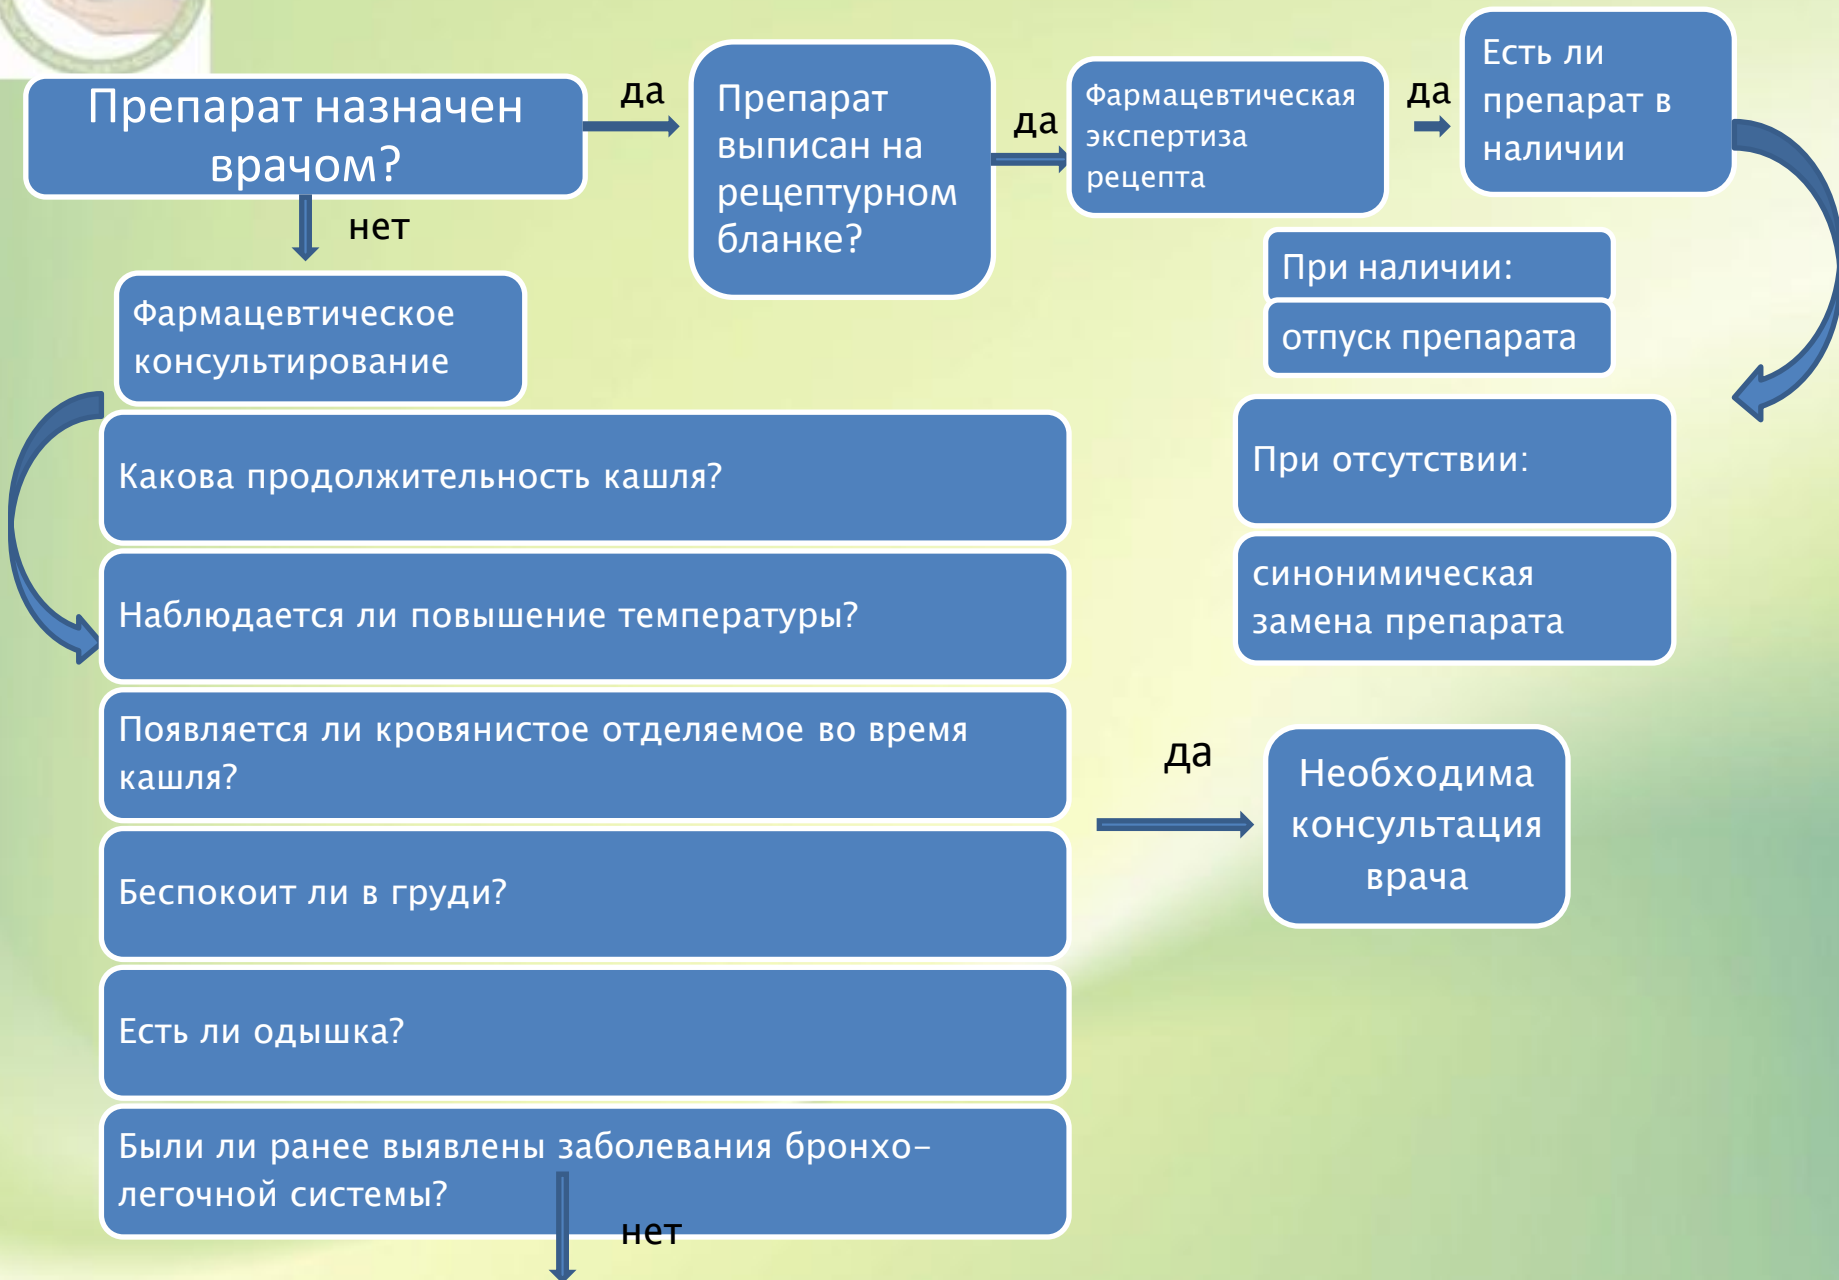 Препарат назначен
врачом?
да
Препарат
выписан на
рецептурном
бланке?
да
Фармацевтическая
экспертиза
рецепта
да
Есть ли
препарат в
наличии
нет
При наличии:
отпуск препарата
При отсутствии:
синонимическая
замена препарата
Фармацевтическое
консультирование
Какова продолжительность кашля?
Наблюдается ли повышение температуры?
Появляется ли кровянистое отделяемое во время
кашля?
Беспокоит ли в груди?
Есть ли одышка?
Были ли ранее выявлены заболевания бронхо-
легочной системы?
да
Необходима
консультация
врача
нет